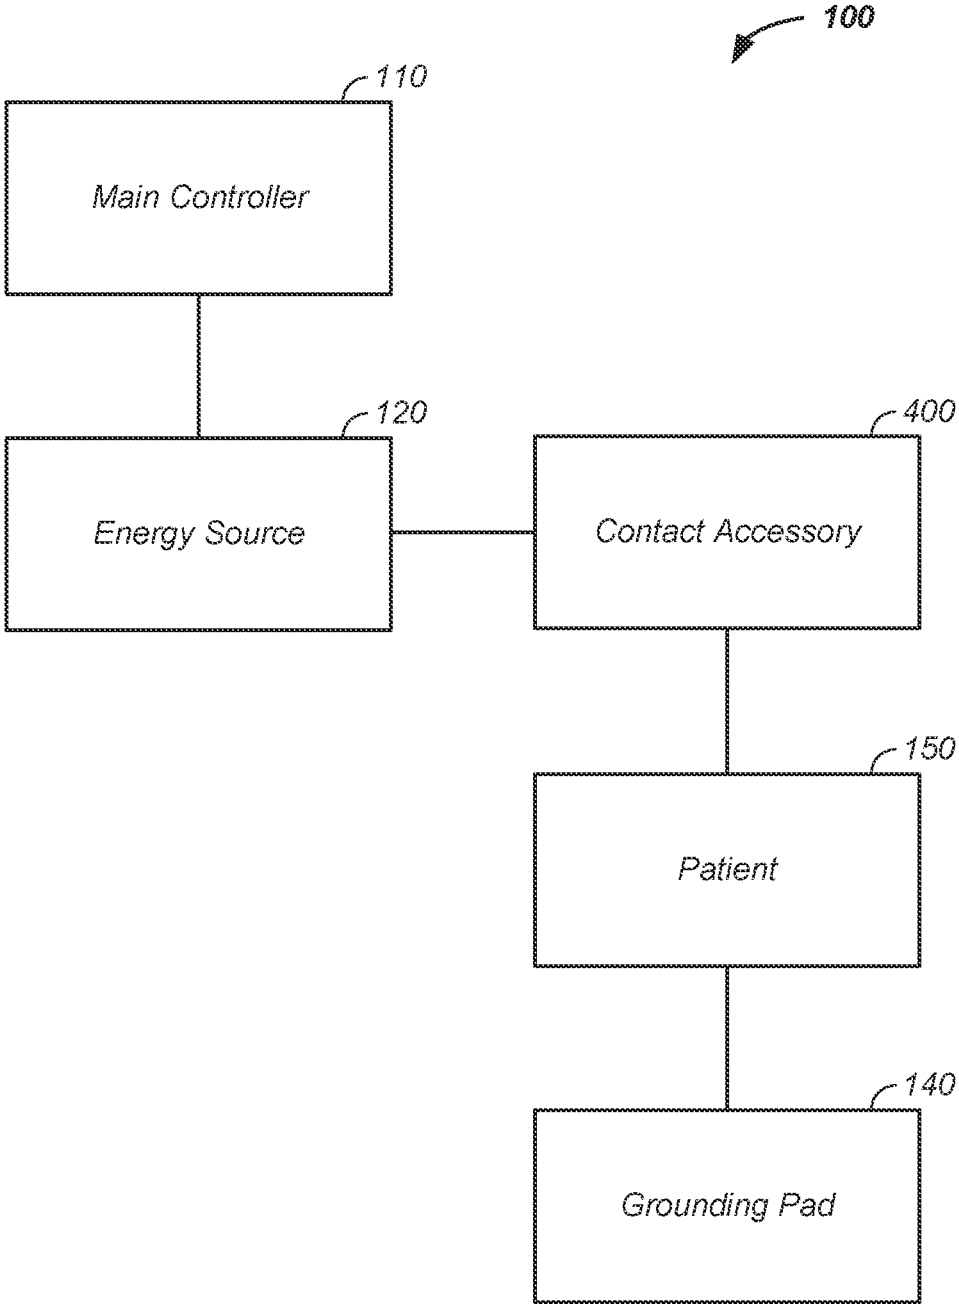 100
110
Main Controller
120
Energy Source
400
Contact Accessory
150
Patient
140
Grounding Pad